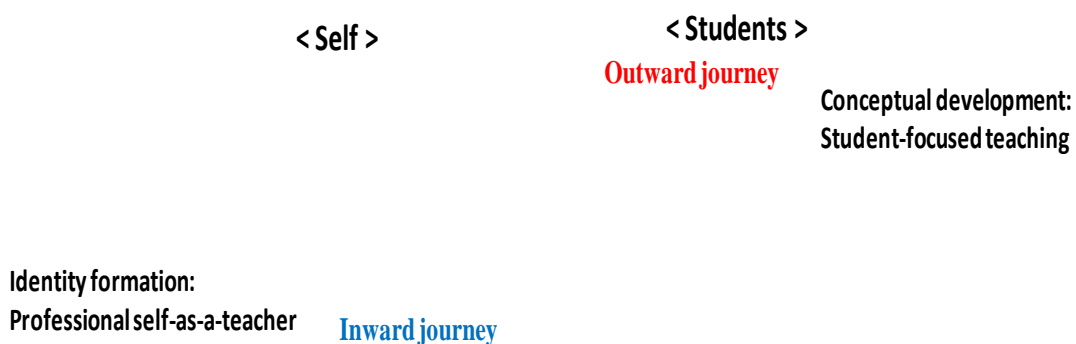 < Self >
< Students >
Outward journey
Conceptual development:
Student-focused teaching
Identity formation:
Professional self-as-a-teacher
Inward journey